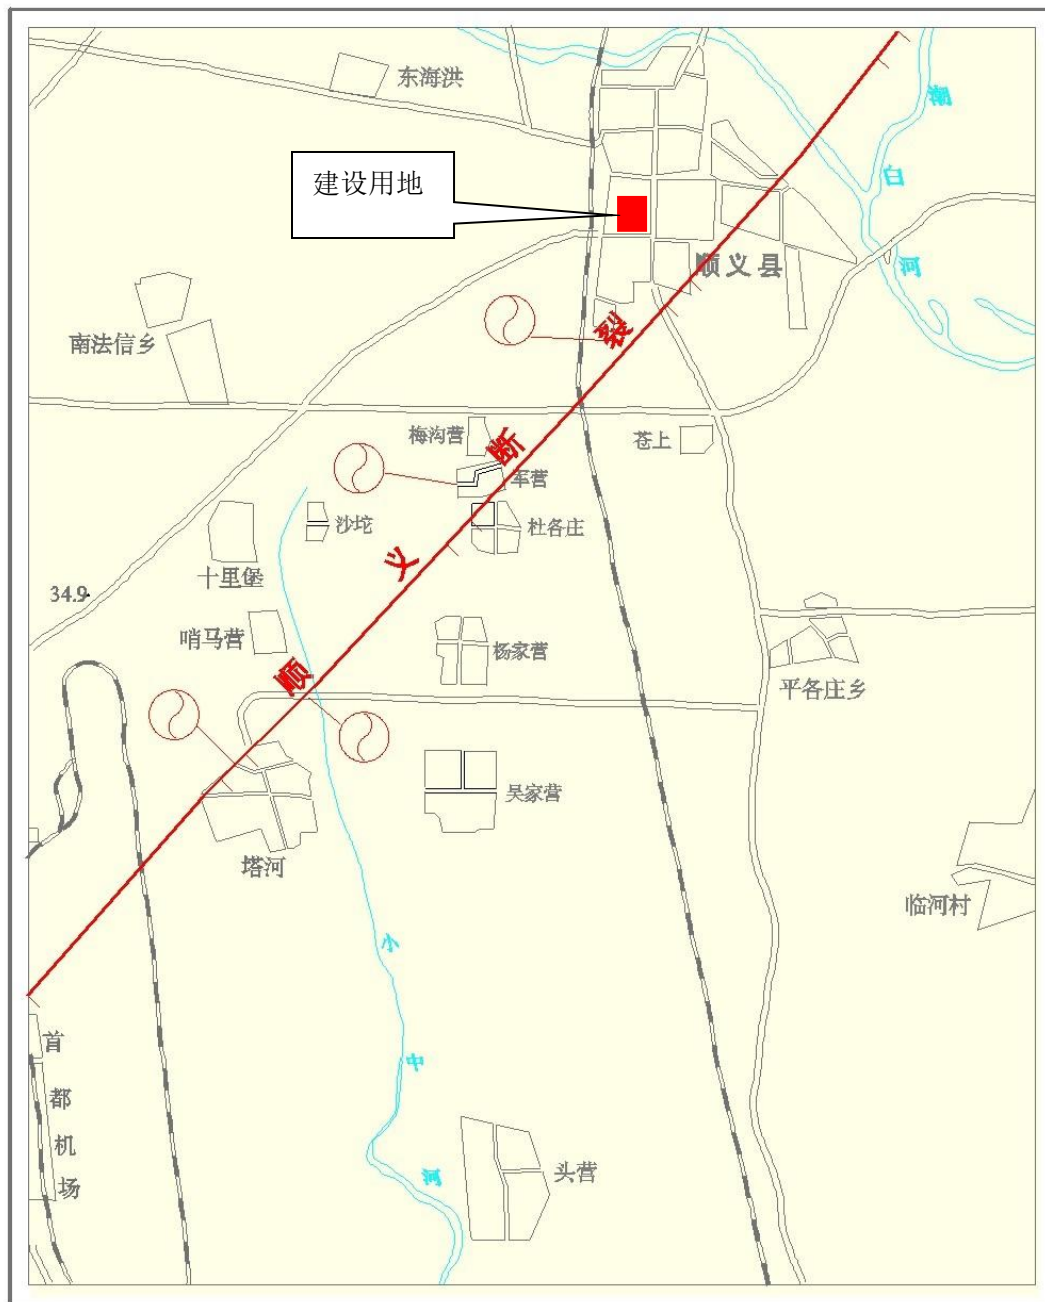 东海洪
潮
白
河
建设用地
顺义县
南法信乡
裂
断
义
顺
梅沟营
苍上
车营
沙坨
杜各庄
十里堡
34.9
哨马营
杨家营
平各庄乡
吴家营
塔河
临河村
小
中
河
首
都
机
场
头营